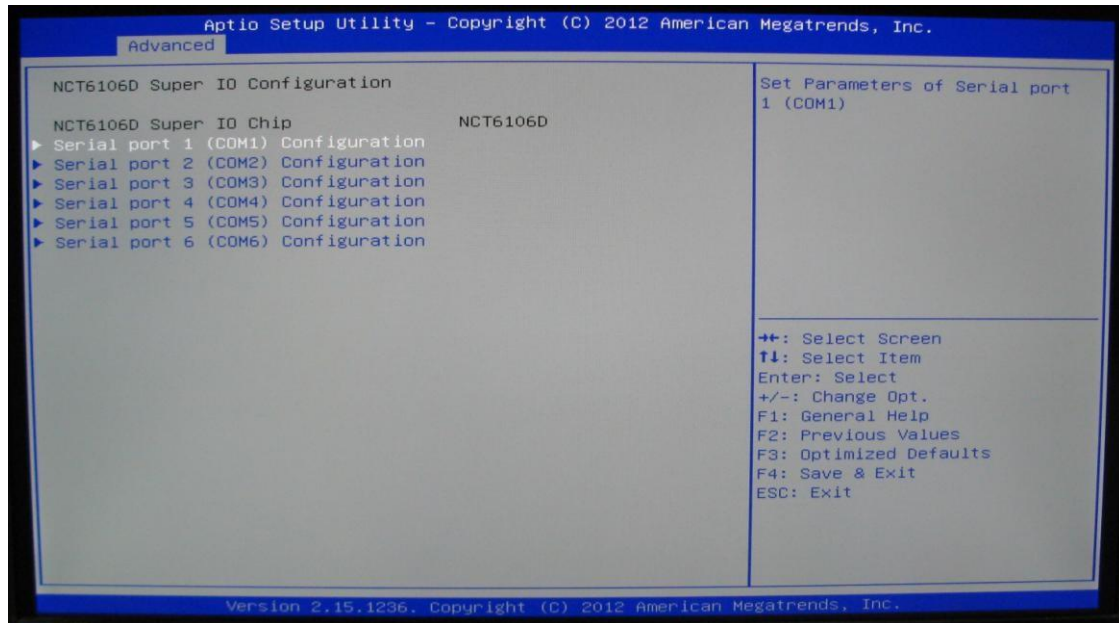 Aptio Setup Utility – Copyright (C) 2012 American Megatrends, Inc.
Advanced
NCT6106D Super IO Configuration
NCT6106D Super IO Chip NCT6106D
► Serial port 1 (COM1) Configuration
► Serial port 2 (COM2) Configuration
► Serial port 3 (COM3) Configuration
► Serial port 4 (COM4) Configuration
► Serial port 5 (COM5) Configuration
► Serial port 6 (COM6) Configuration
Set Parameters of Serial port
1 (COM1)
→←: Select Screen
↑↓: Select Item
Enter: Select
+/-: Change Opt.
F1: General Help
F2: Previous Values
F3: Optimized Defaults
F4: Save & Exit
ESC: Exit
Version 2.15.1236. Copyright (C) 2012 American Megatrends, Inc.